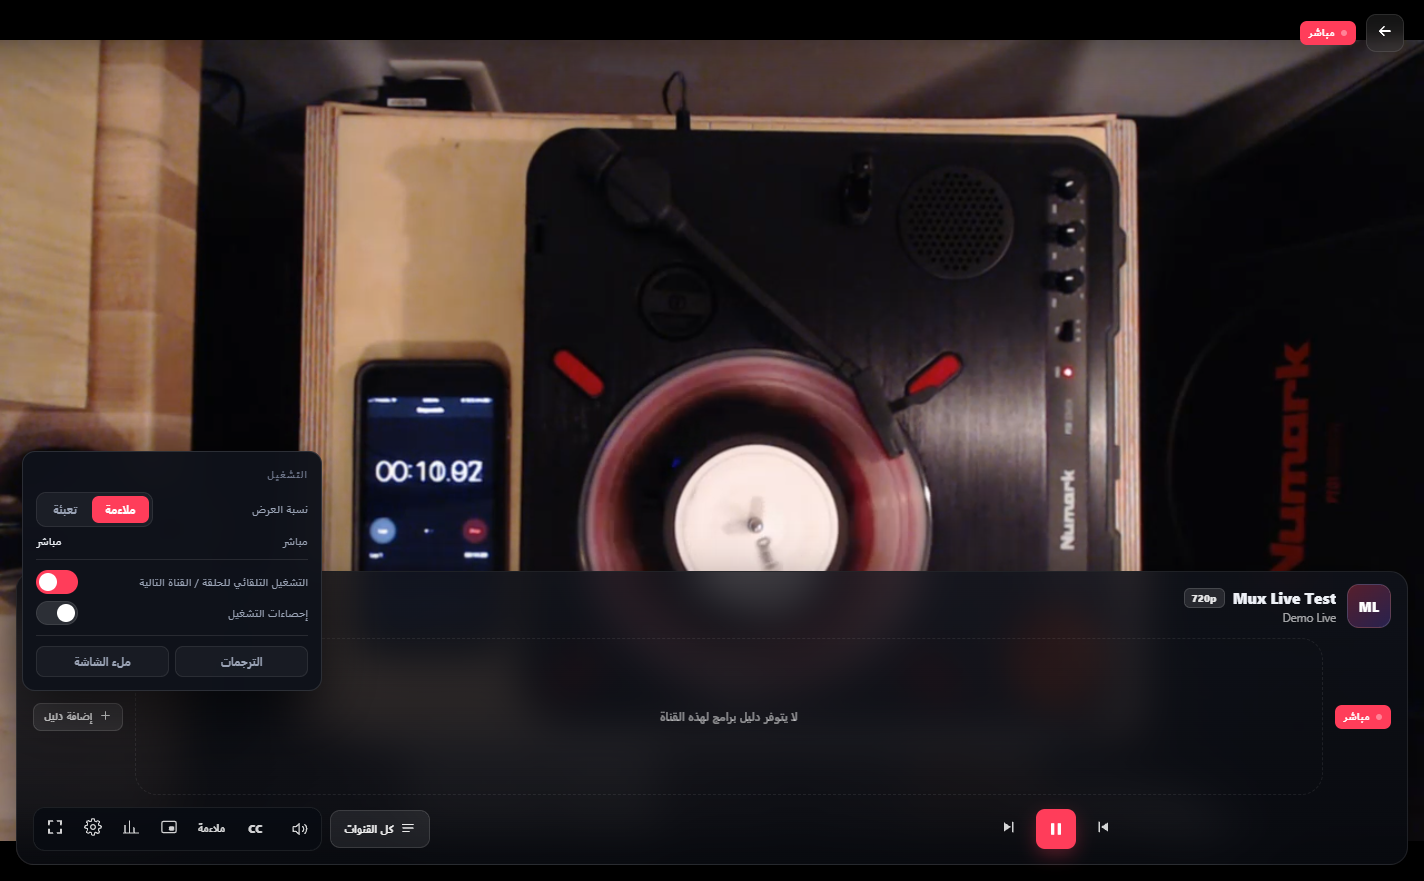 مباشر
00:10.92
Numark
Numark
التشغيل
نسبة العرض
ملاءمة
تعبئة
مباشر
مباشر
التشغيل التلقائي للحلقة / القناة التالية
إحصاءات التشغيل
الترجمات
ملء الشاشة
ML
Mux Live Test
720p
Demo Live
مباشر
لا يتوفر دليل برامج لهذه القناة
إضافة دليل
كل القنوات
CC
ملاءمة